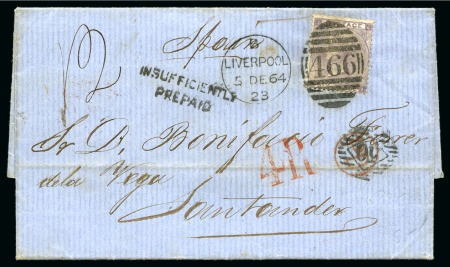 Spain
12
INSUFFICIENTLY
PREPAID
LIVERPOOL
5 DE 64
23
466
Sr. D. Bonifacio Ferrer
de la Vega
4R
Santander